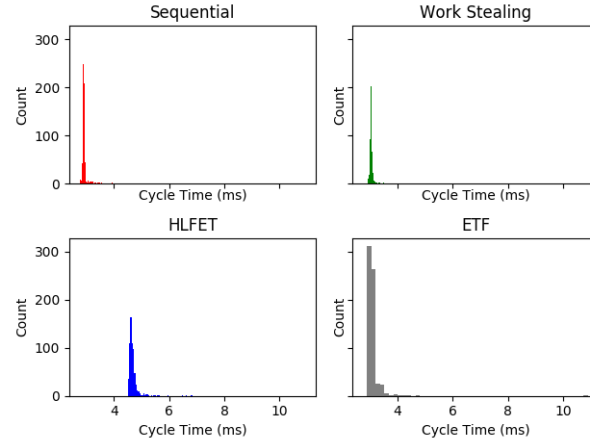 Sequential
Work Stealing
300
200
100
0
Count
Count
Cycle Time (ms)
Cycle Time (ms)
HLFET
ETF
300
200
100
0
Count
Count
4 6 8 10
4 6 8 10
Cycle Time (ms)
Cycle Time (ms)